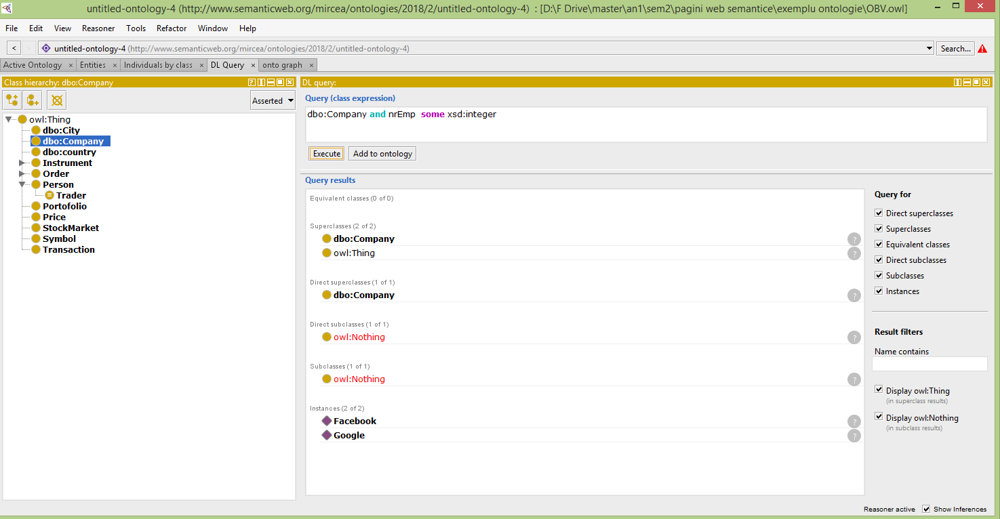 untitled-ontology-4 (http://www.semanticweb.org/mircea/ontologies/2018/2/untitled-ontology-4) : [D:\F Drive\master\an1\sem2\pagini web semantice\exemplu ontologie\OBV.owl]
File Edit View Reasoner Tools Refactor Window Help
< > untitled-ontology-4 (http://www.semanticweb.org/mircea/ontologies/2018/2/untitled-ontology-4) Search...
Active Ontology × Entities × Individuals by class × DL Query × onto graph ×
Class hierarchy: dbo:Company
Asserted
owl:Thing
dbo:City
dbo:Company
dbo:country
Instrument
Order
Person
Trader
Portofolio
Price
StockMarket
Symbol
Transaction
DL query:
Query (class expression)
dbo:Company and nrEmp some xsd:integer
Execute Add to ontology
Query results
Equivalent classes (0 of 0)
Superclasses (2 of 2)
dbo:Company ?
owl:Thing ?
Direct superclasses (1 of 1)
dbo:Company ?
Direct subclasses (1 of 1)
owl:Nothing ?
Subclasses (1 of 1)
owl:Nothing ?
Instances (2 of 2)
Facebook ?
Google ?
Query for
Direct superclasses
Superclasses
Equivalent classes
Direct subclasses
Subclasses
Instances
Result filters
Name contains
Display owl:Thing
(in superclass results)
Display owl:Nothing
(in subclass results)
Reasoner active Show Inferences